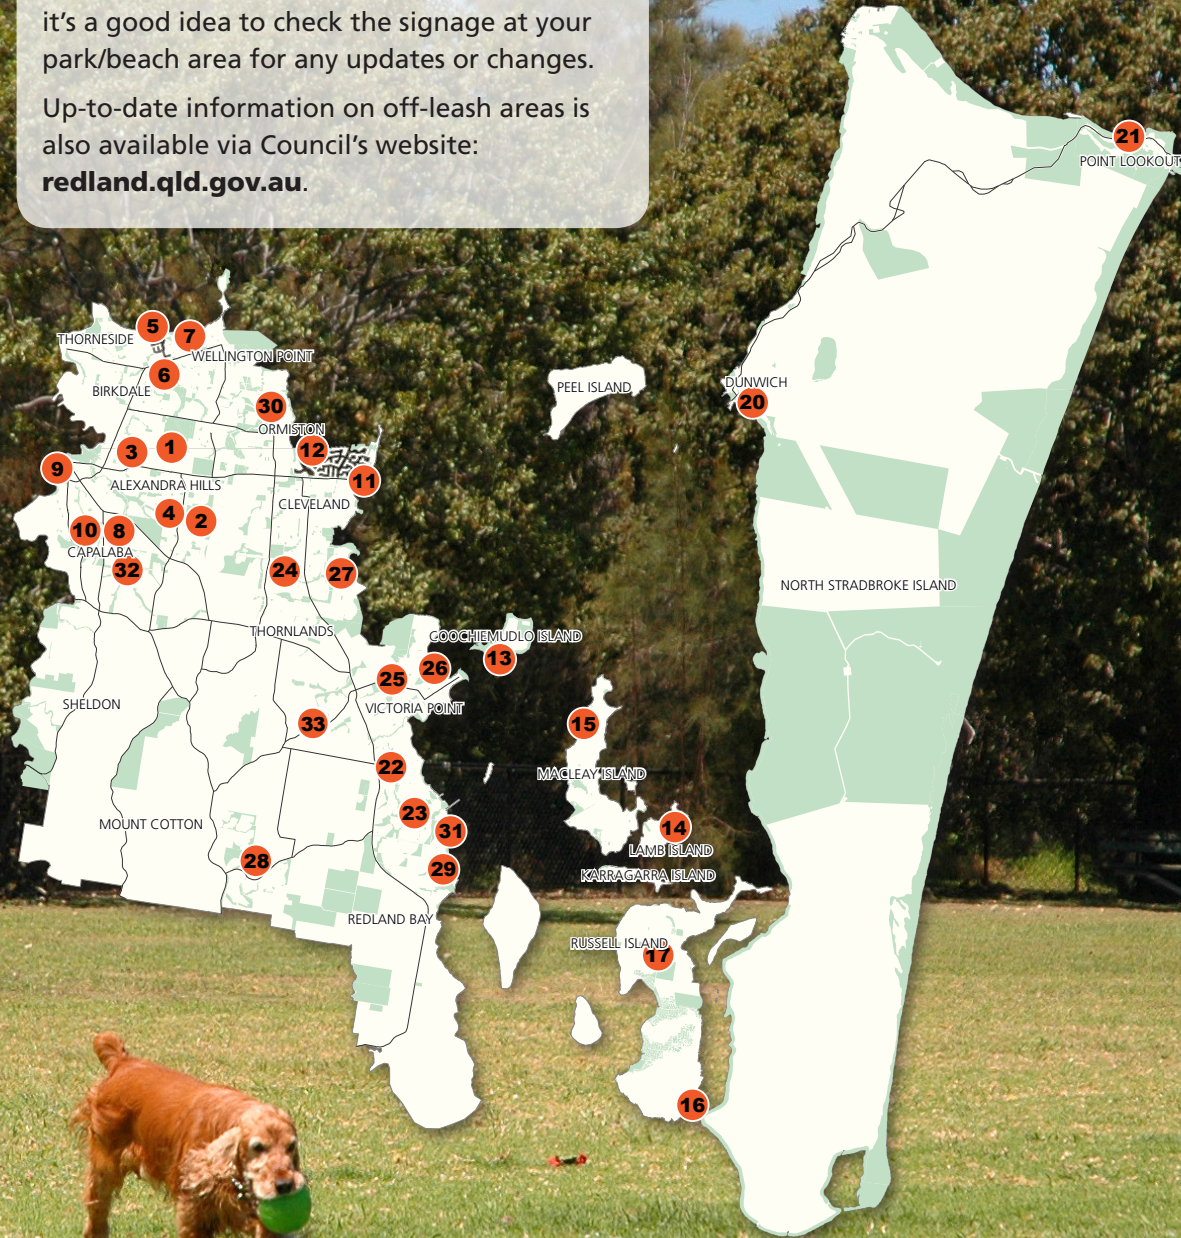 it's a good idea to check the signage at your
park/beach area for any updates or changes.
Up-to-date information on off-leash areas is
also available via Council's website:
redland.qld.gov.au.
21
POINT LOOKOUT
5
7
THORNESIDE
WELLINGTON POINT
6
BIRKDALE
PEEL ISLAND
DUNWICH
20
30
ORMISTON
12
3
1
9
ALEXANDRA HILLS
11
CLEVELAND
4
2
10
8
CAPALABA
32
24
27
NORTH STRADBROKE ISLAND
THORNLANDS
COOCHIEMUDLO ISLAND
13
26
25
VICTORIA POINT
SHELDON
33
15
22
MACLEAY ISLAND
23
31
14
MOUNT COTTON
LAMB ISLAND
28
29
KARRAGARRA ISLAND
REDLAND BAY
RUSSELL ISLAND
17
16